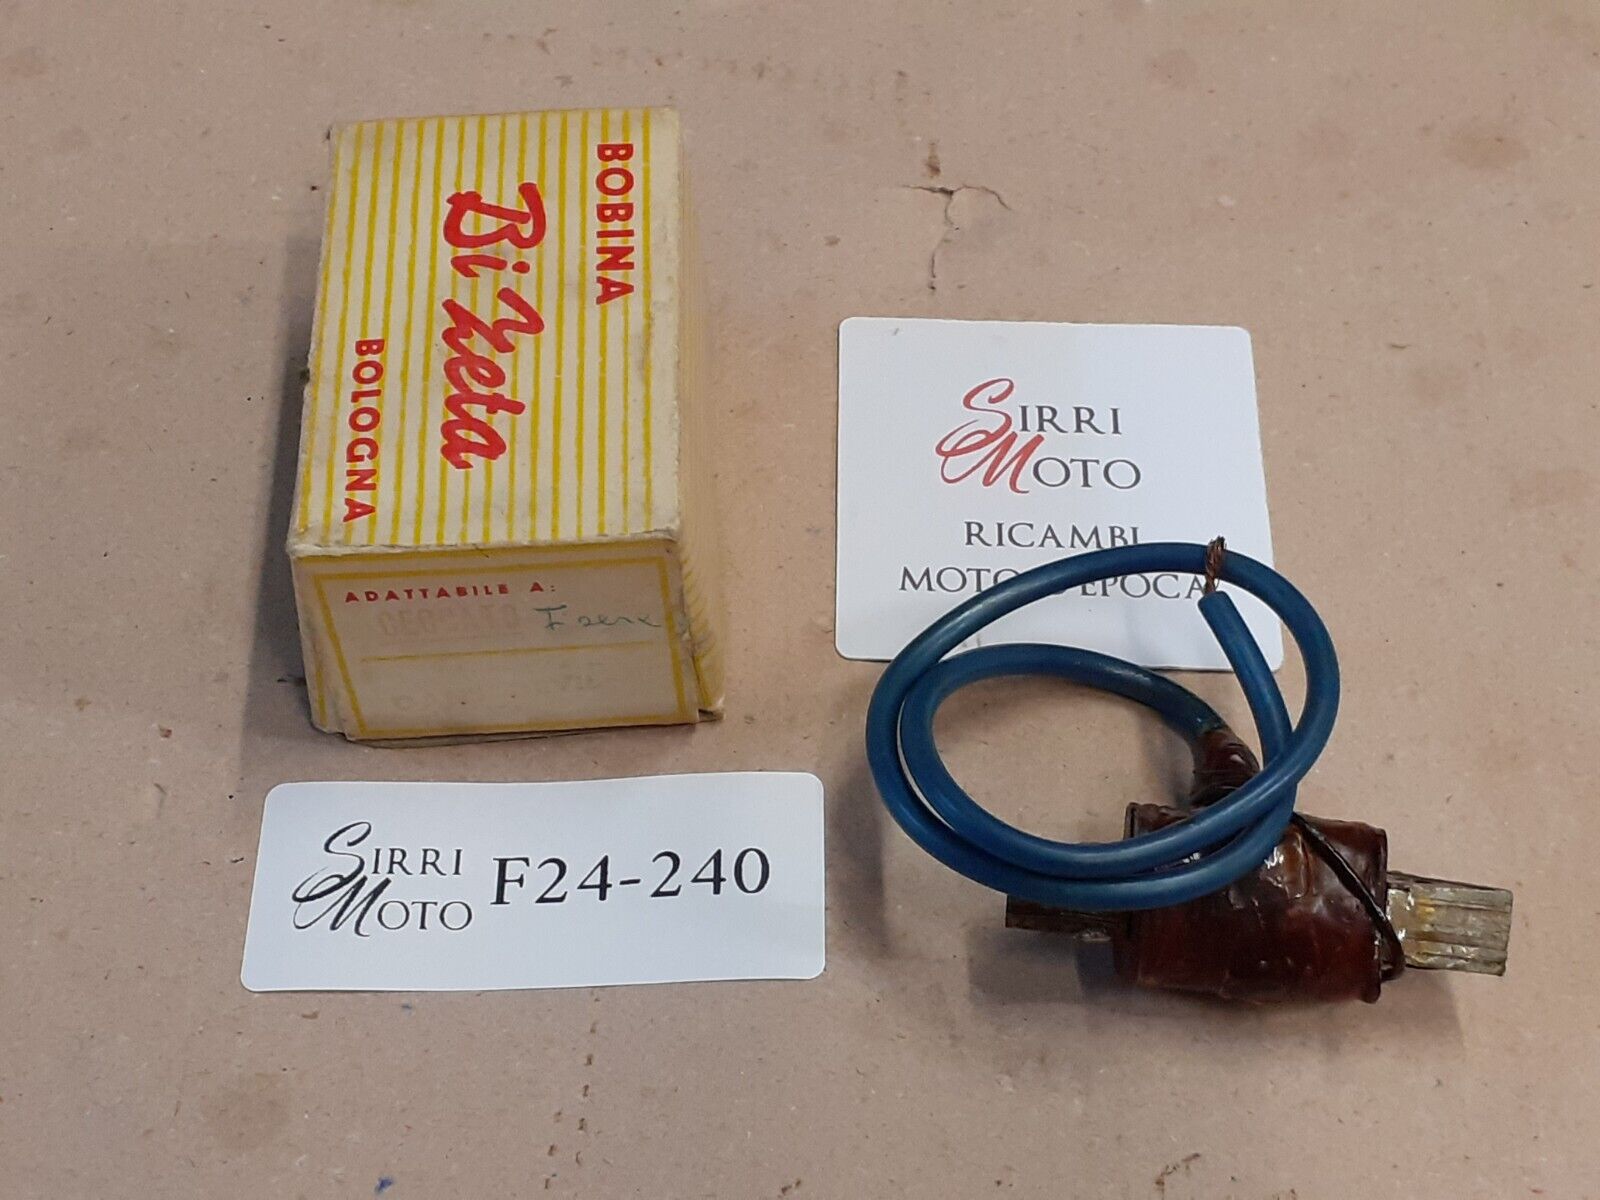 BOBINA
Bi Zeta
BOLOGNA
ADATTABILE A:
SIRRI
MOTO
RICAMBI
SIRRI
MOTO
F24-240